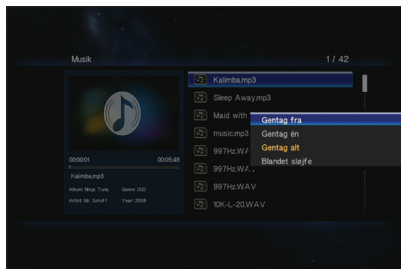 Musik
1 / 42
Kalimba.mp3
Sleep Away.mp3
Maid with
music.mp3
997Hz.WA
997Hz.WA
997Hz.WAV
10K-L-20.WAV
Gentag fra
Gentag én
Gentag alt
Blandet sløjfe
00:00:01
00:05:48
Kalimba.mp3
Album: Ninja Tuna
Genre: (52)
Artist: Mr. Scruff
Year: 2008